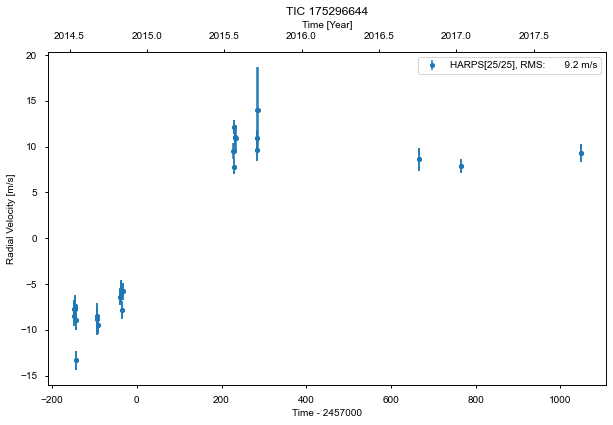 TIC 175296644
Time [Year]
2014.5 2015.0 2015.5 2016.0 2016.5 2017.0 2017.5
HARPS[25/25], RMS: 9.2 m/s
20
15
10
5
0
−5
−10
−15
Radial Velocity [m/s]
−200 0 200 400 600 800 1000
Time - 2457000